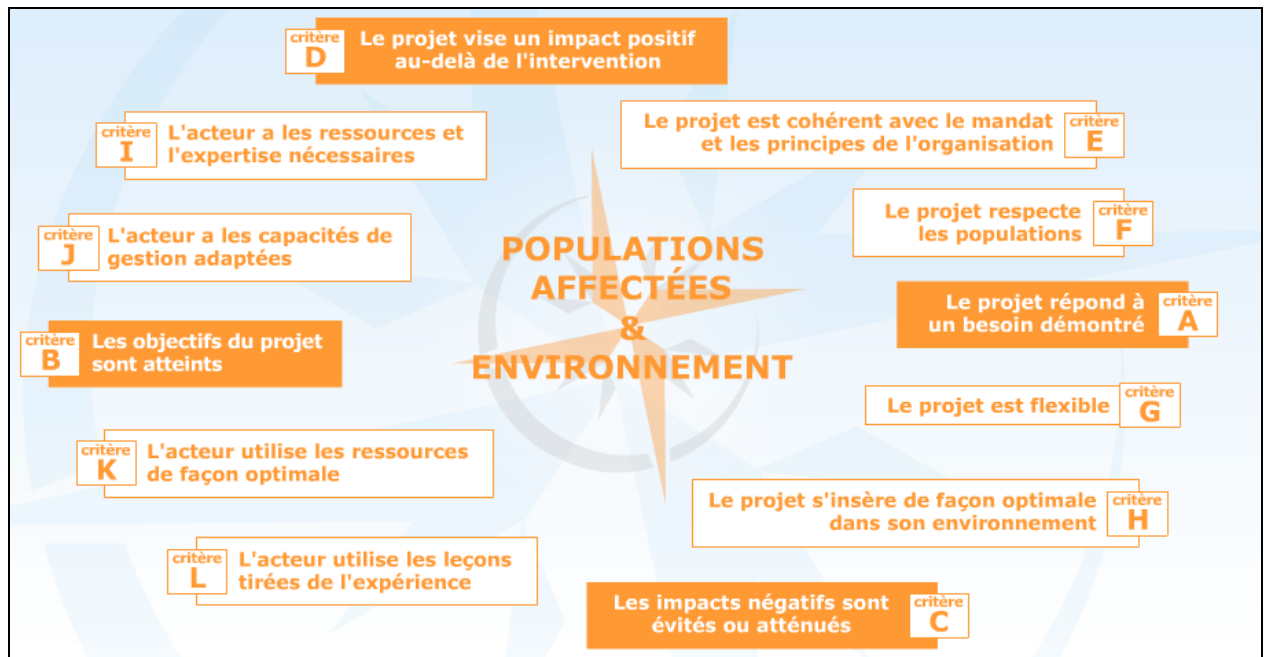 critère
D
Le projet vise un impact positif
au-delà de l'intervention
critère
I
L'acteur a les ressources et
l'expertise nécessaires
Le projet est cohérent avec le mandat
et les principes de l'organisation
critère
E
critère
J
L'acteur a les capacités de
gestion adaptées
Le projet respecte
les populations
critère
F
POPULATIONS
AFFECTÉES
&
ENVIRONNEMENT
Le projet répond à
un besoin démontré
critère
A
critère
B
Les objectifs du projet
sont atteints
Le projet est flexible
critère
G
critère
K
L'acteur utilise les ressources
de façon optimale
Le projet s'insère de façon optimale
dans son environnement
critère
H
critère
L
L'acteur utilise les leçons
tirées de l'expérience
Les impacts négatifs sont
évités ou atténués
critère
C